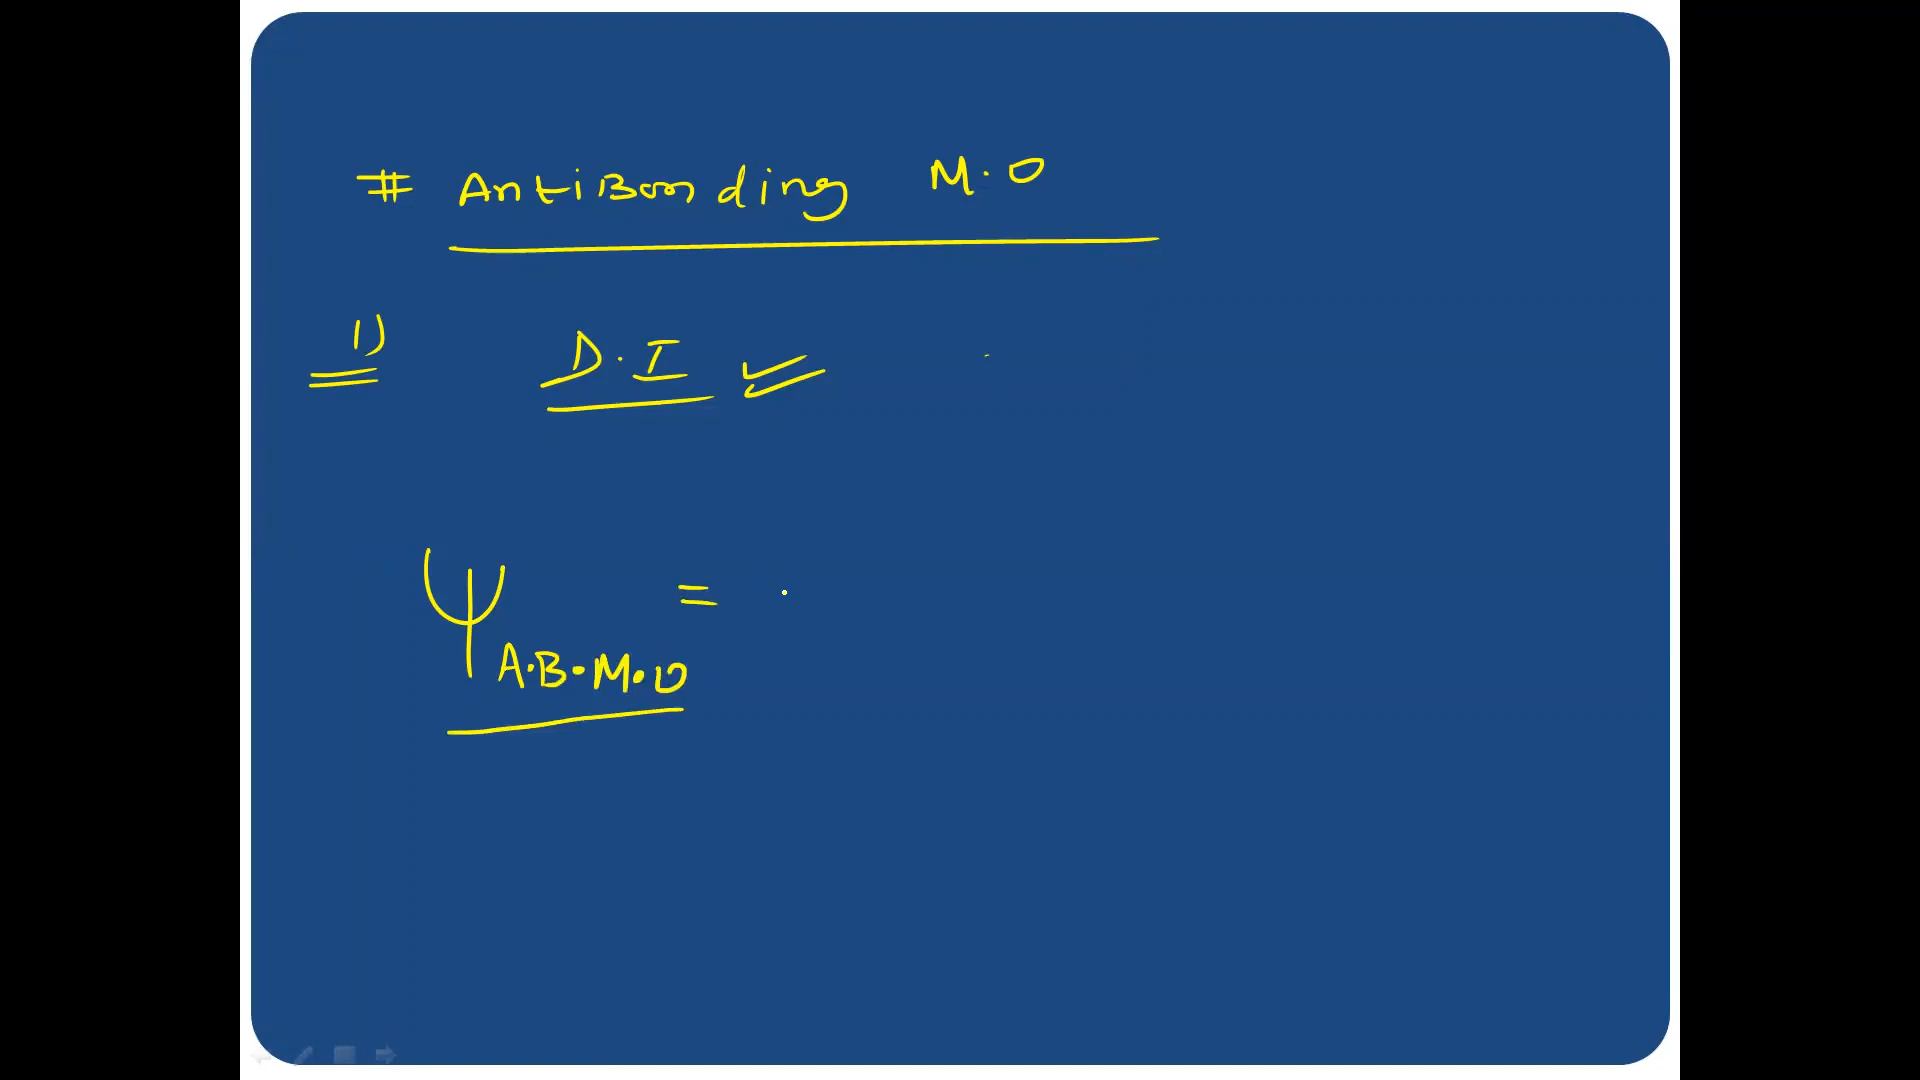 # AntiBonding M.O
1) D.I
Ψ A.B.M.O =